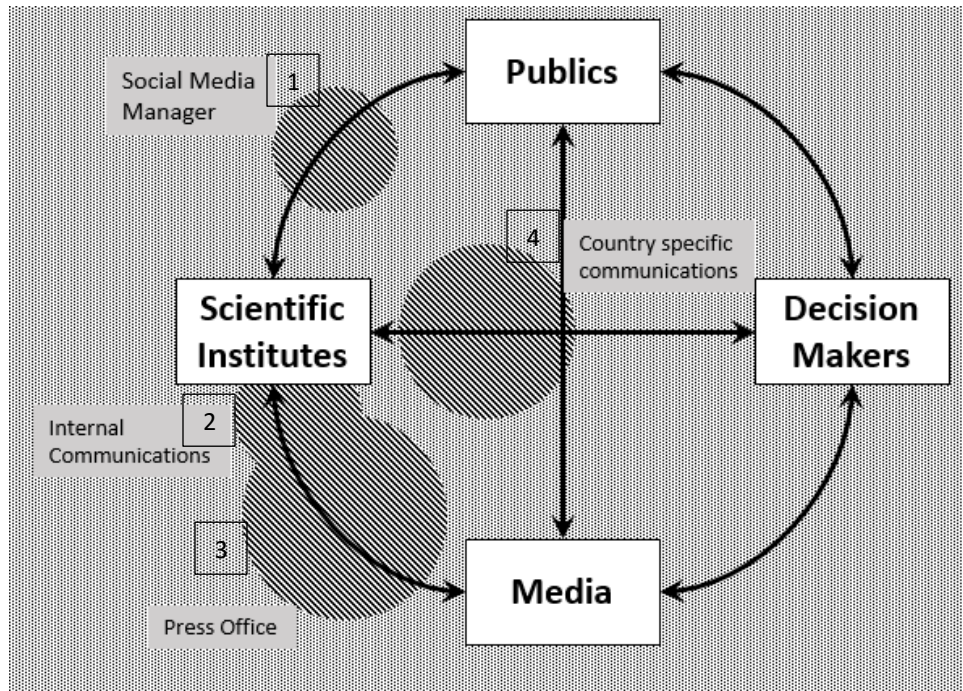 Publics
1
Social Media
Manager
4
Country specific
communications
Scientific
Institutes
Decision
Makers
2
Internal
Communications
3
Media
Press Office